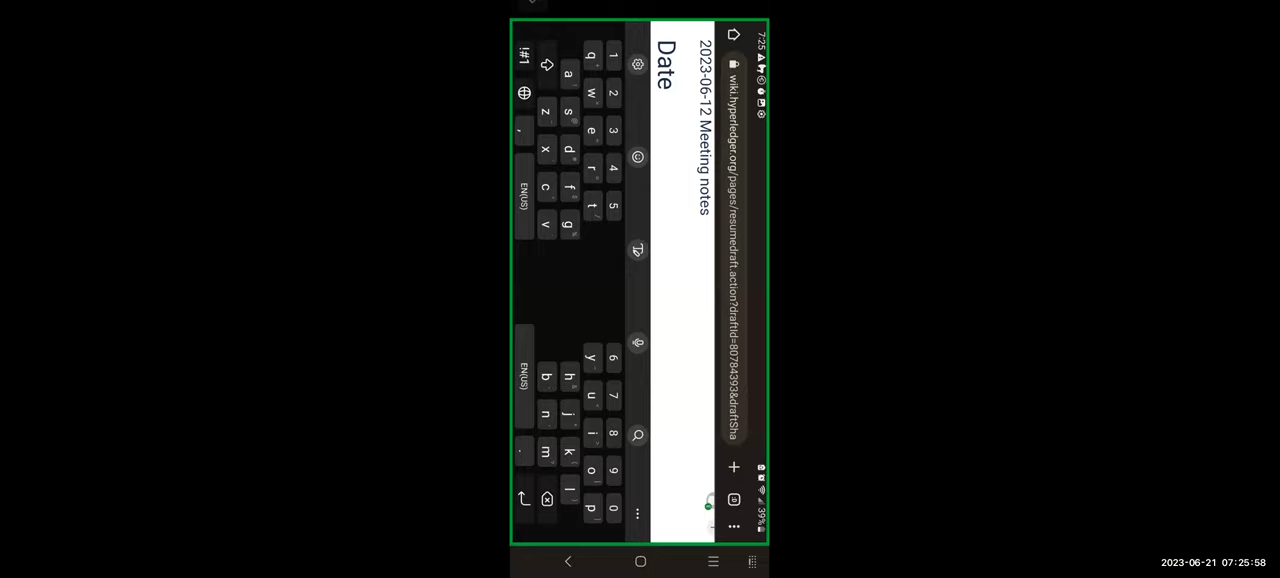 7:25
39%
wiki.hyperledger.org/pages/resumedraft.action?draftId=80784393&draftSha
2023-06-12 Meeting notes
Date
1 2 3 4 5 6 7 8 9 0
q w e r t y u i o p
a s d f g h j k l
z x c v b n m
!#1 , EN(US) EN(US) .
2023-06-21 07:25:58